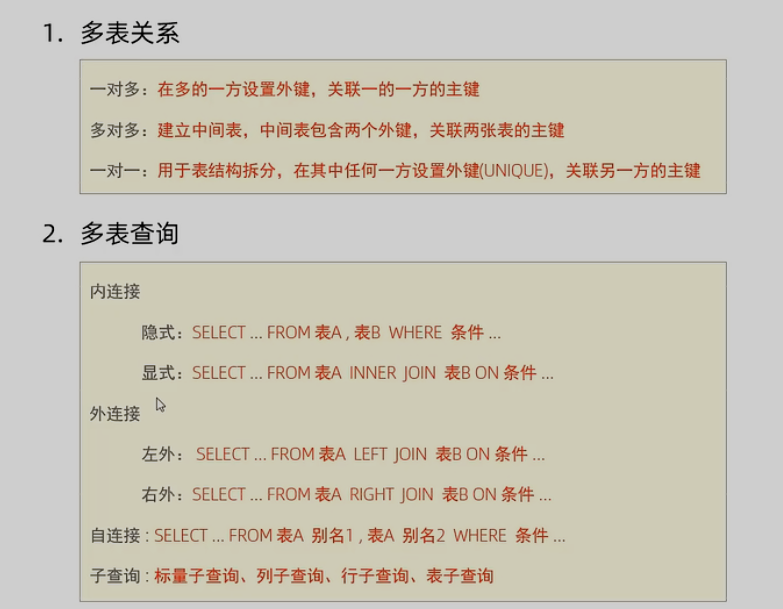 1. 多表关系
一对多：在多的一方设置外键，关联一的一方的主键
多对多：建立中间表，中间表包含两个外键，关联两张表的主键
一对一：用于表结构拆分，在其中任何一方设置外键(UNIQUE)，关联另一方的主键
2. 多表查询
内连接
隐式：SELECT ... FROM 表A , 表B WHERE 条件 ...
显式：SELECT ... FROM 表A INNER JOIN 表B ON 条件 ...
外连接
左外： SELECT ... FROM 表A LEFT JOIN 表B ON 条件 ...
右外：SELECT ... FROM 表A RIGHT JOIN 表B ON 条件 ...
自连接 : SELECT ... FROM 表A 别名1 , 表A 别名2 WHERE 条件 ...
子查询 : 标量子查询、列子查询、行子查询、表子查询